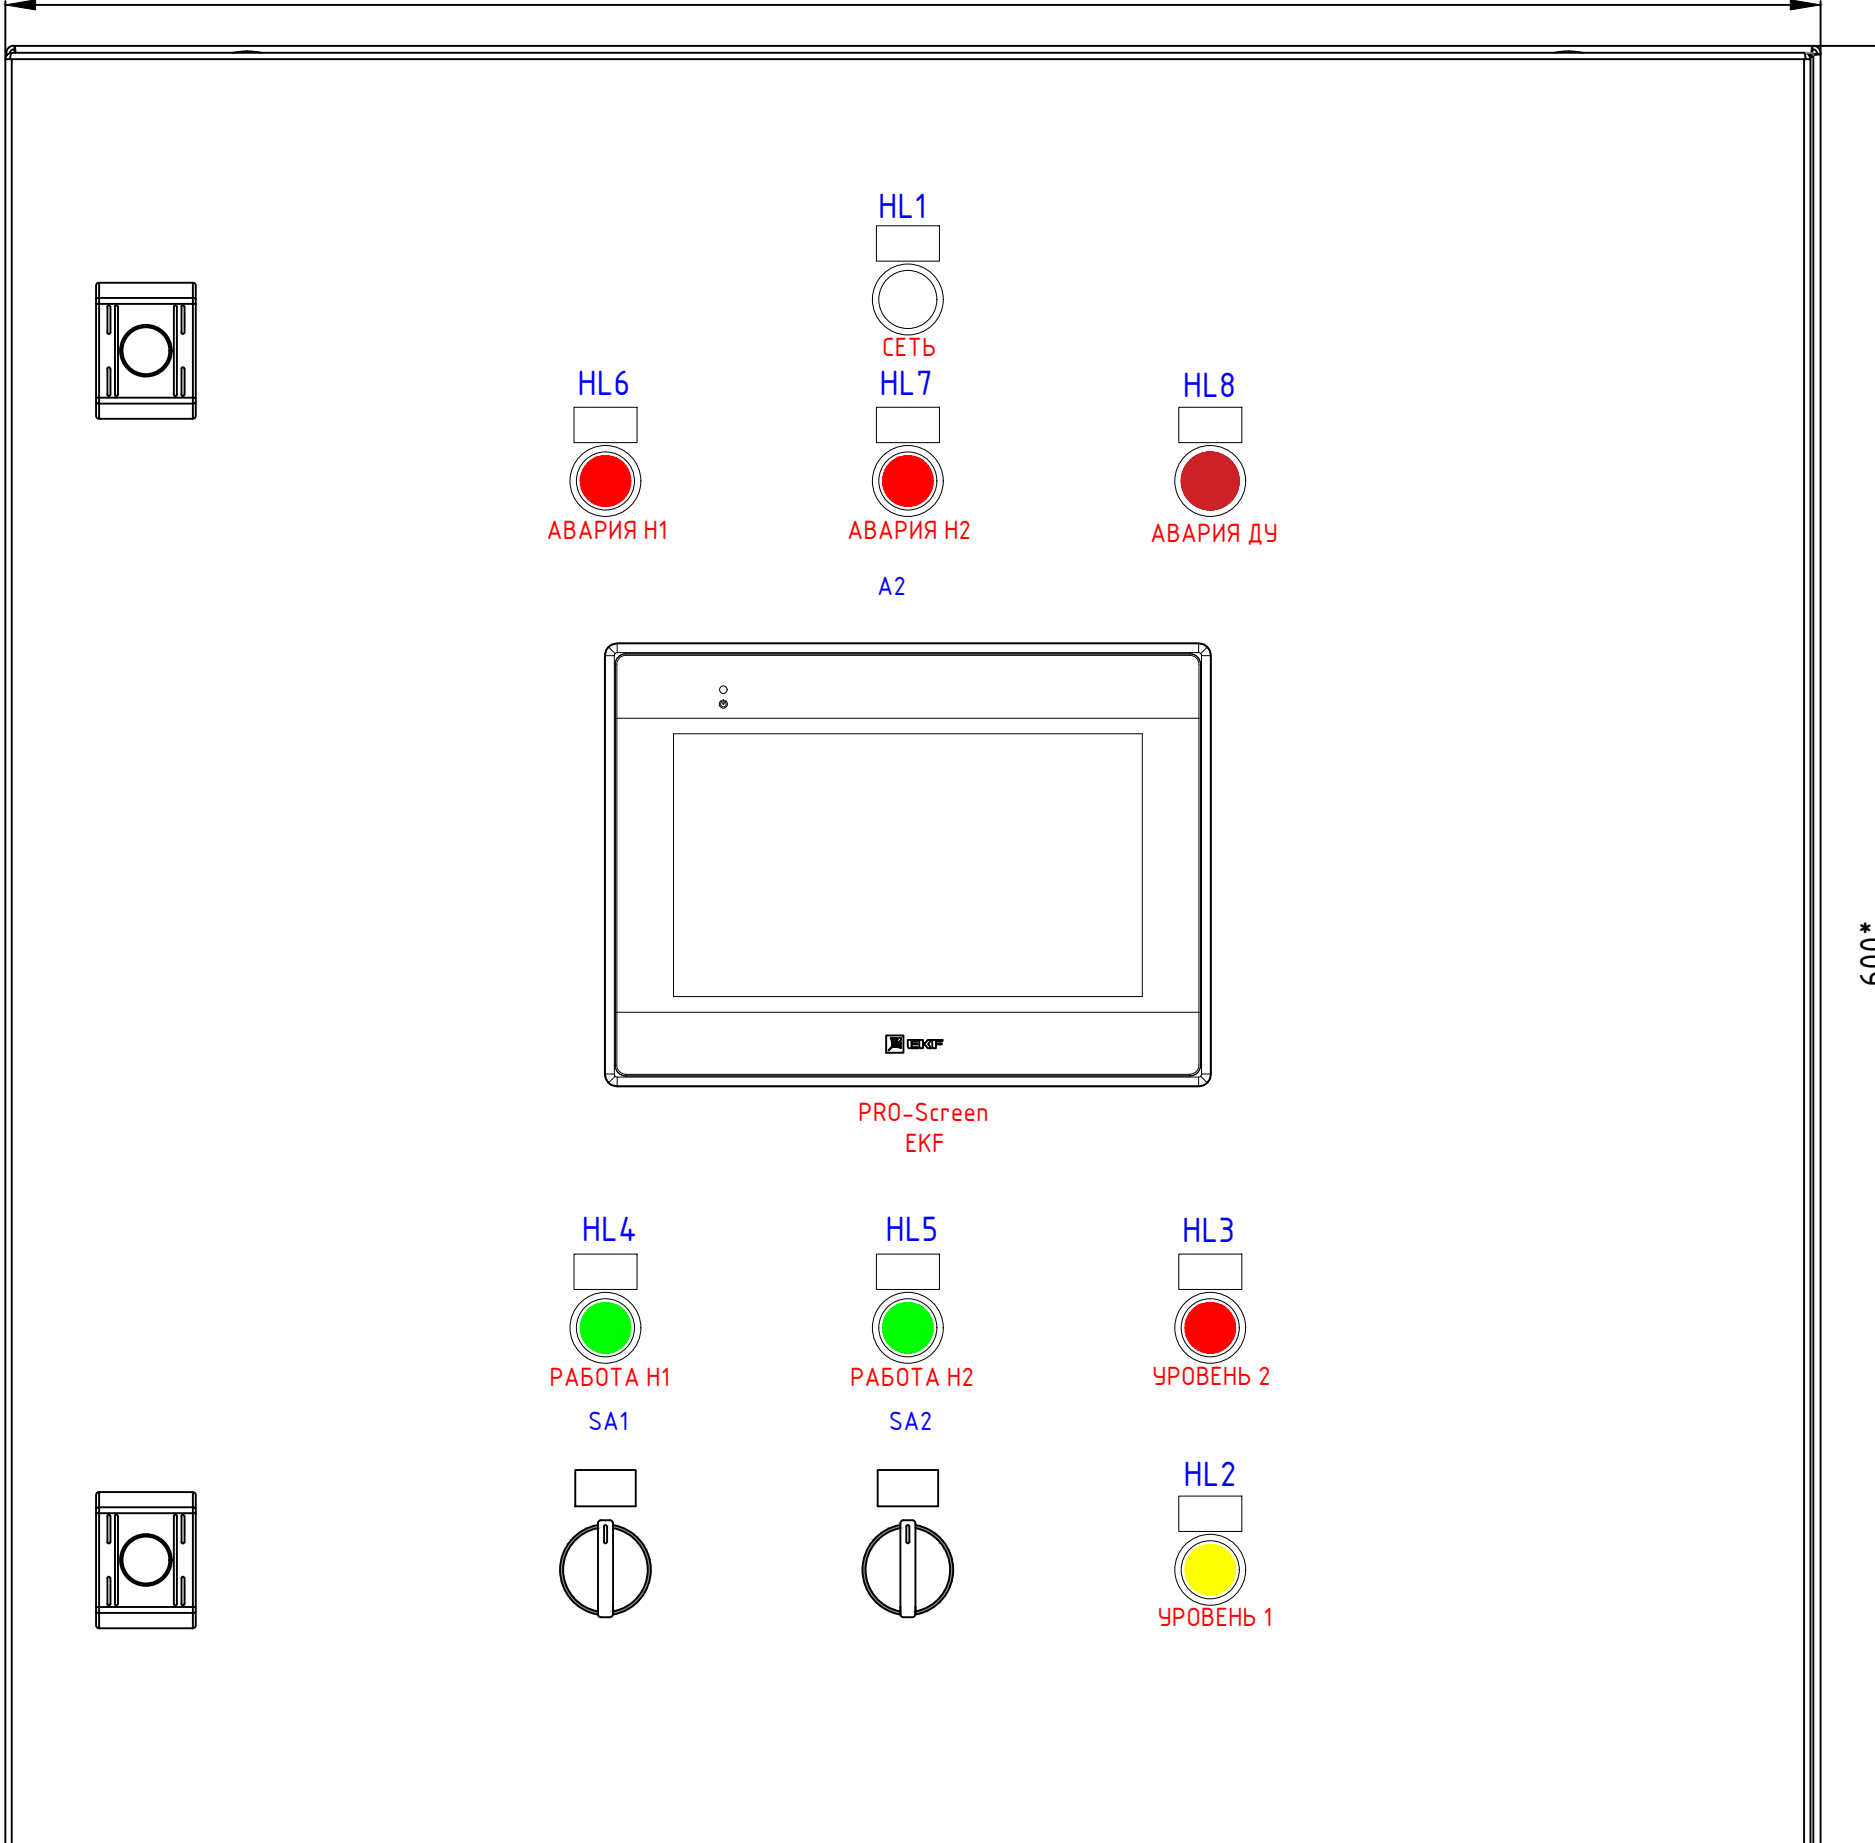 HL1
СЕТЬ
HL6 HL7 HL8
АВАРИЯ Н1 АВАРИЯ Н2 АВАРИЯ ДУ
A2
EKF
PRO-Screen
EKF
600*
HL4 HL5 HL3
РАБОТА Н1 РАБОТА Н2 УРОВЕНЬ 2
SA1 SA2
HL2
УРОВЕНЬ 1